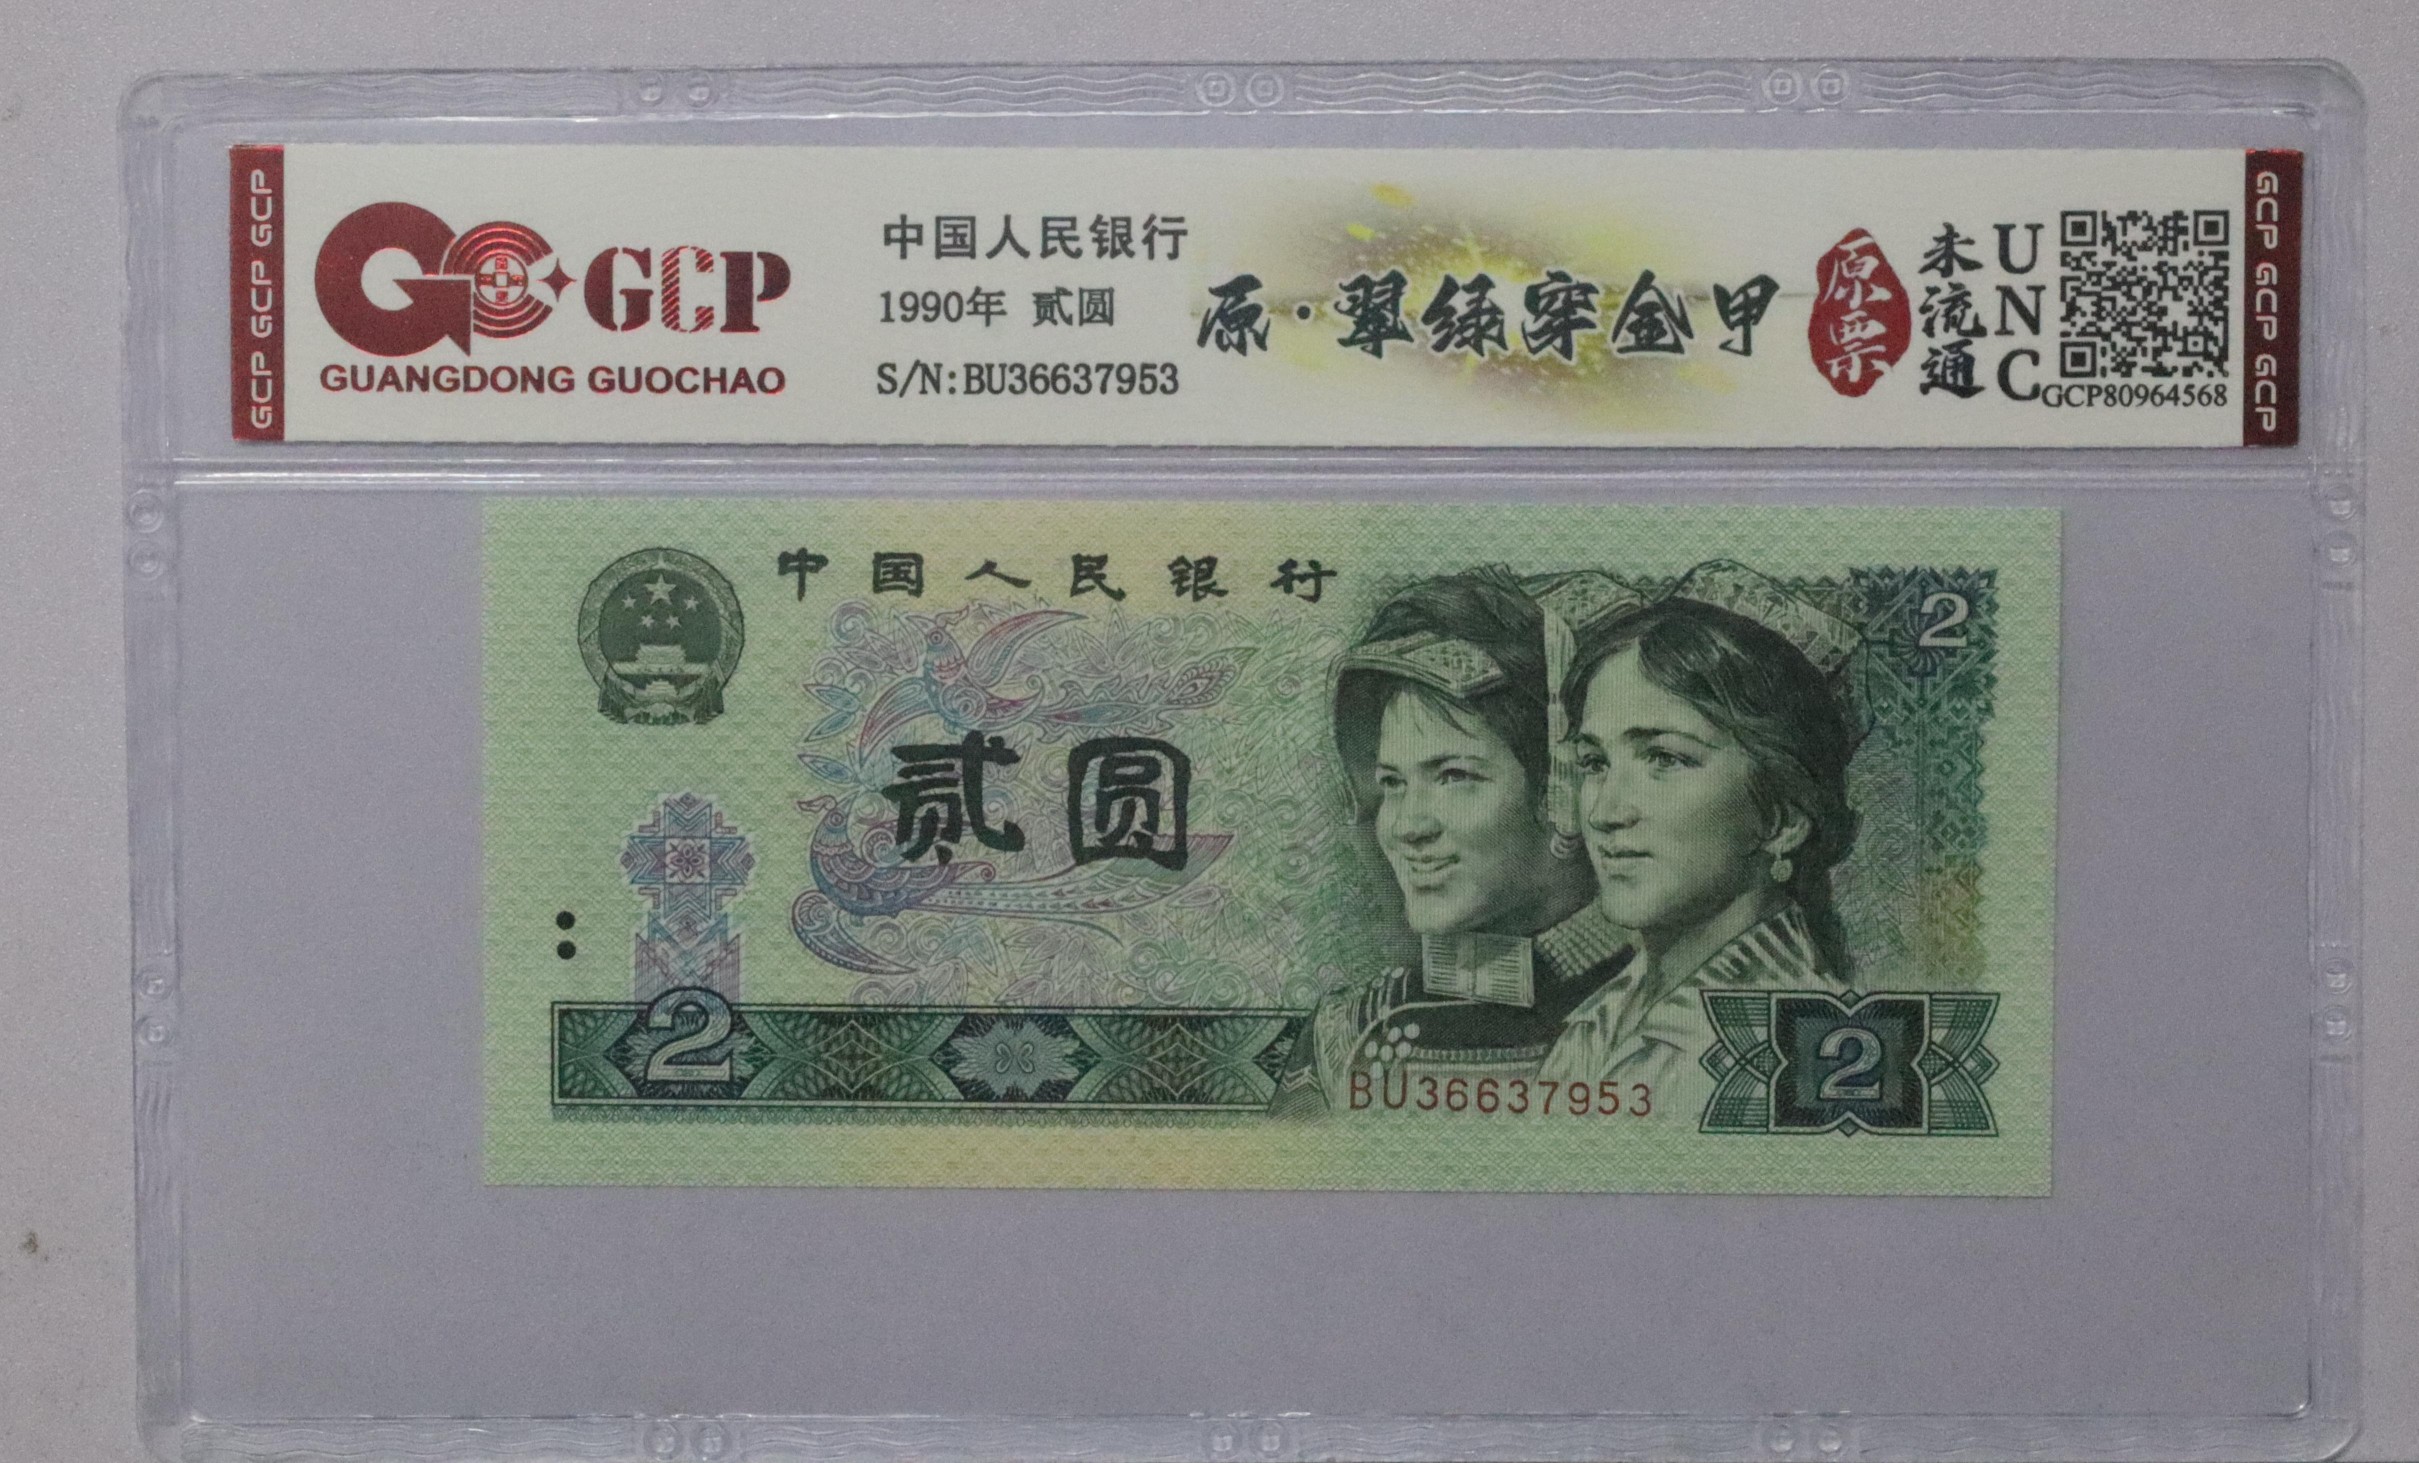 GCP GCP GCP
GCP
GUANGDONG GUOCHAO
中国人民银行
1990年 贰圆
S/N:BU36637953
原·翠绿穿金甲
原票
未流通
UNC
GCP80964568
GCP GCP GCP
中国人民银行
2
贰圆
2
BU36637953
2